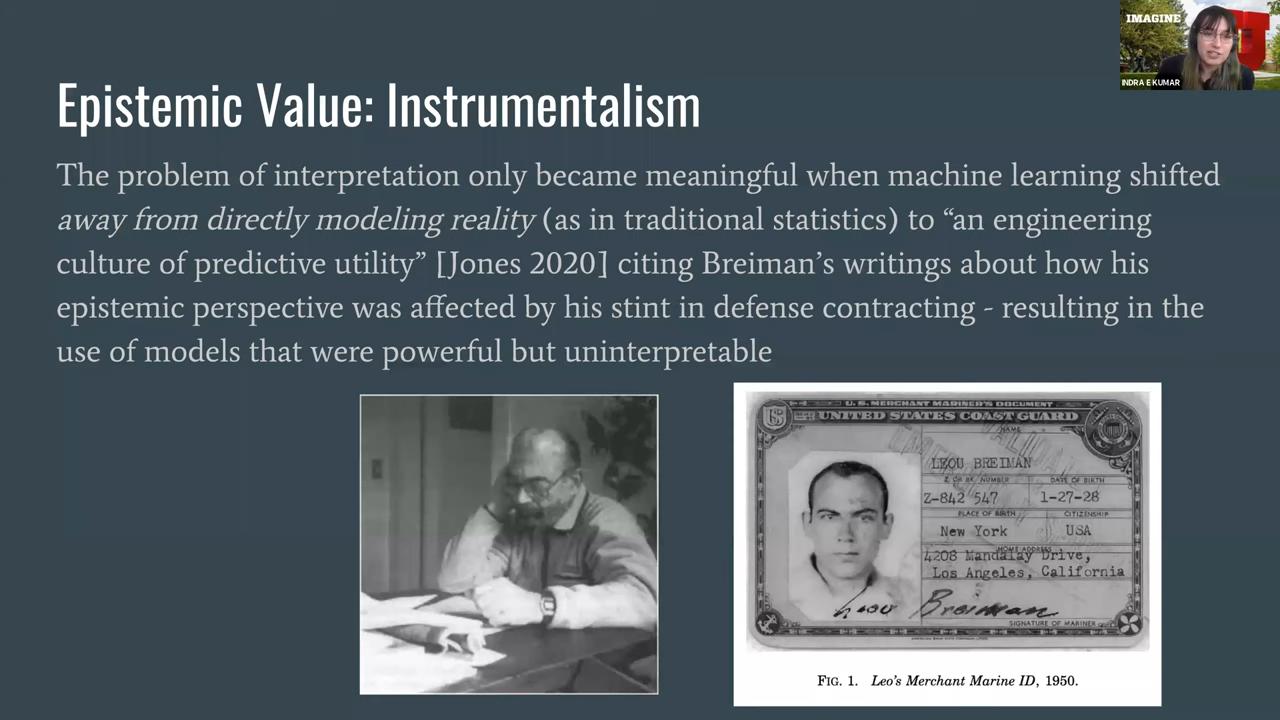 IMAGINE
INDRA E KUMAR
Epistemic Value: Instrumentalism
The problem of interpretation only became meaningful when machine learning shifted
away from directly modeling reality (as in traditional statistics) to “an engineering
culture of predictive utility” [Jones 2020] citing Breiman’s writings about how his
epistemic perspective was affected by his stint in defense contracting - resulting in the
use of models that were powerful but uninterpretable
U.S. MERCHANT MARINER'S DOCUMENT
UNITED STATES COAST GUARD
NAME
LEOU BREIMAN
Z OR BK NUMBER DATE OF BIRTH
Z-842 547 1-27-28
PLACE OF BIRTH CITIZENSHIP
New York USA
HOME ADDRESS
4208 Mandalay Drive,
Los Angeles, California
Leo Breiman
SIGNATURE OF MARINER
FIG. 1. Leo's Merchant Marine ID, 1950.